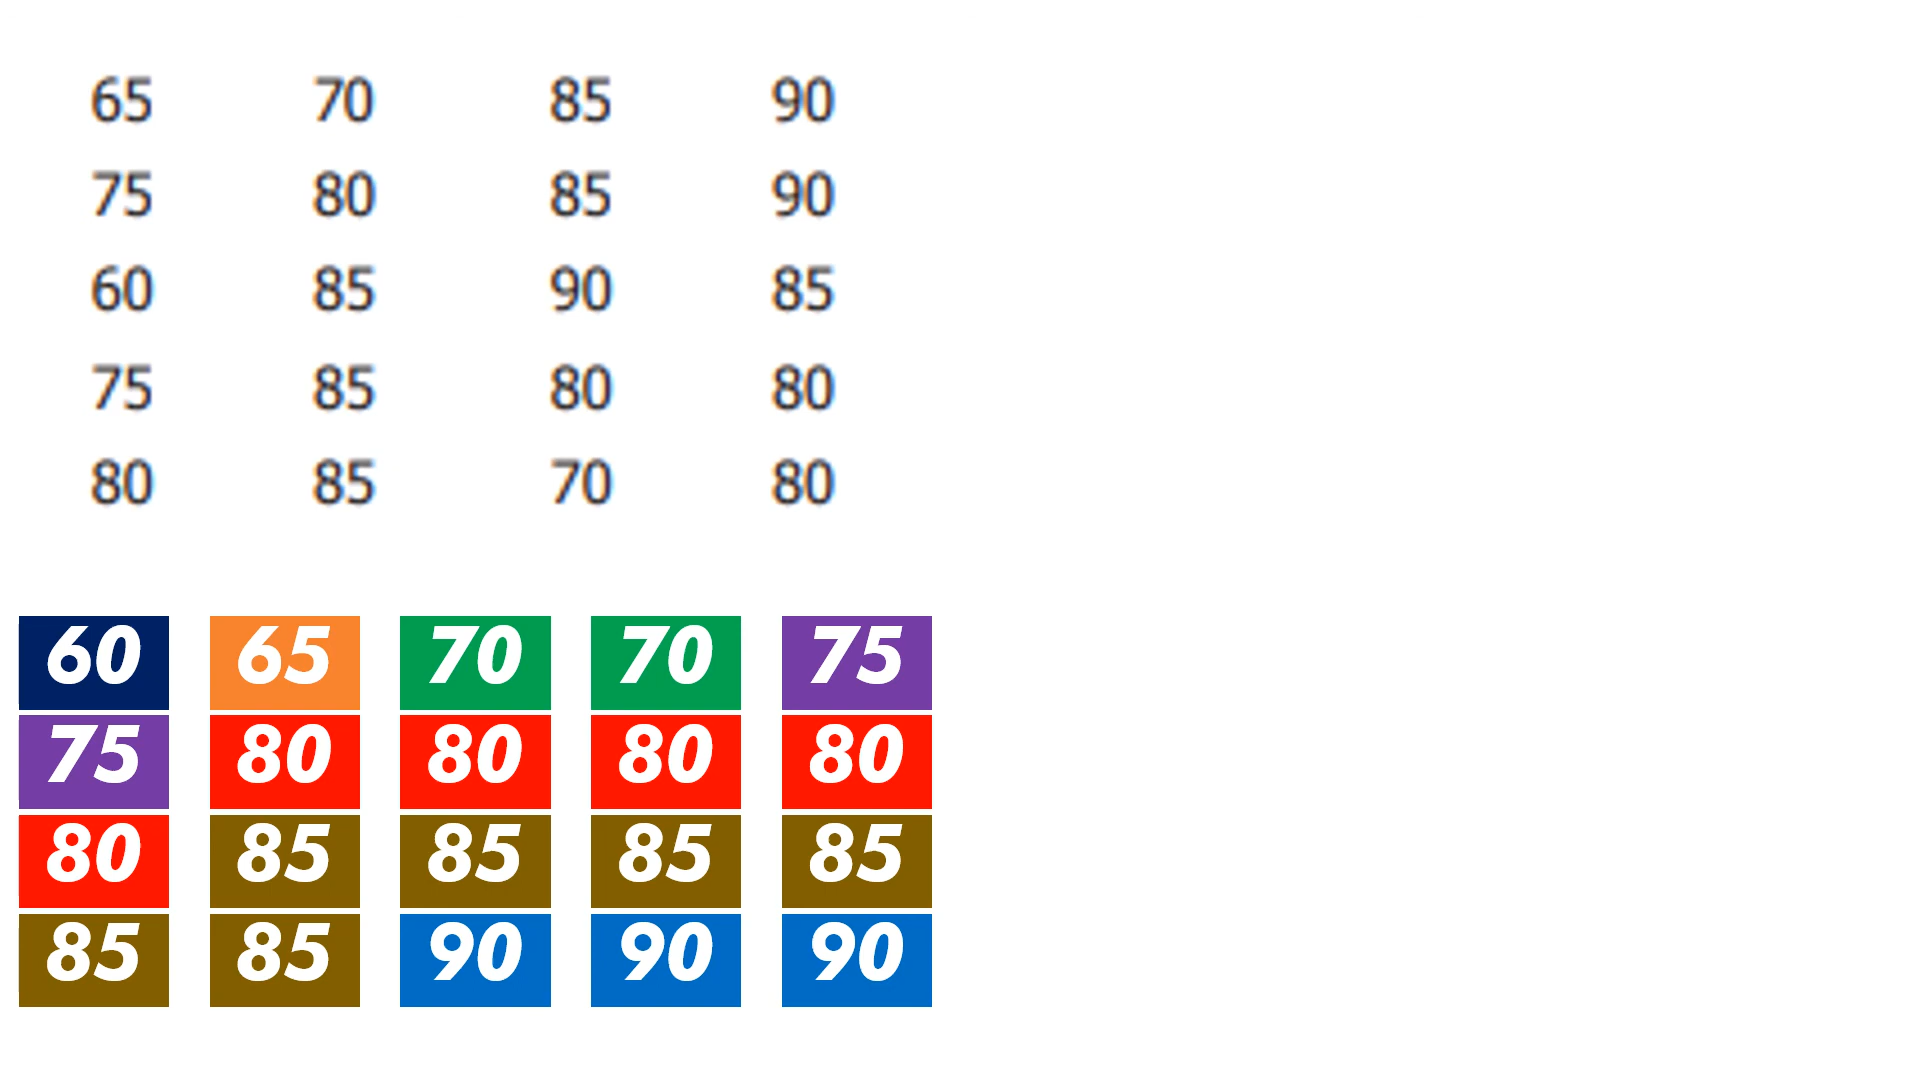 65 70 85 90
75 80 85 90
60 85 90 85
75 85 80 80
80 85 70 80
60 65 70 70 75
75 80 80 80 80
80 85 85 85 85
85 85 90 90 90